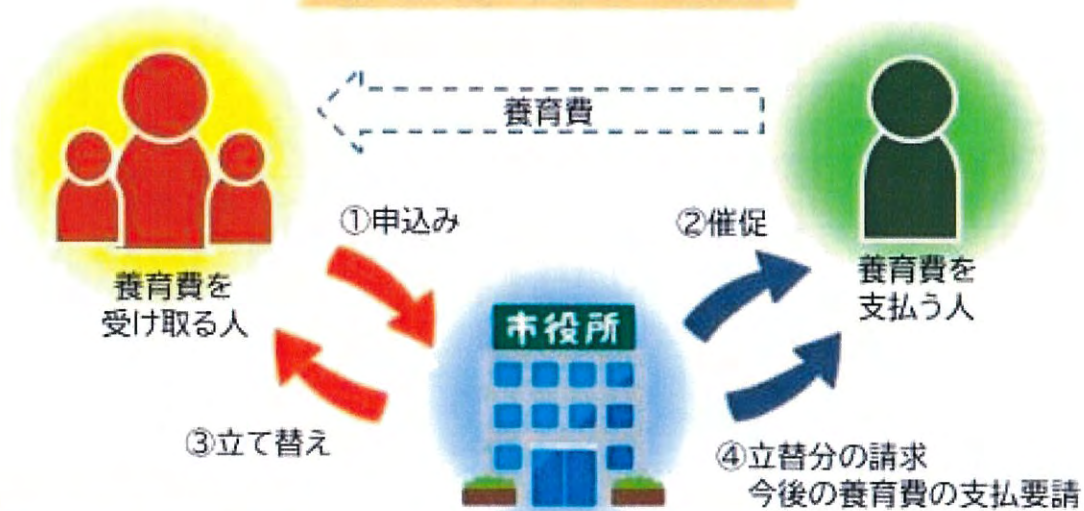 養育費
①申込み
②催促
養育費を
受け取る人
養育費を
支払う人
市役所
③立て替え
④立替分の請求
今後の養育費の支払要請